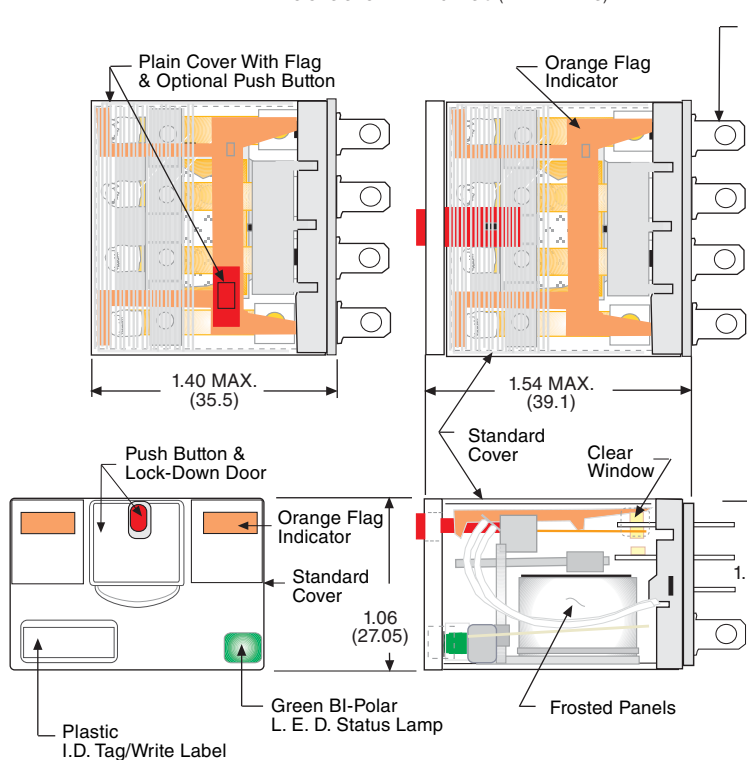 Plain Cover With Flag
& Optional Push Button
Orange Flag
Indicator
1.40 MAX.
(35.5)
1.54 MAX.
(39.1)
Standard
Cover
Clear
Window
Push Button &
Lock-Down Door
Orange Flag
Indicator
Standard
Cover
1.06
(27.05)
1.
Green BI-Polar
L. E. D. Status Lamp
Frosted Panels
Plastic
I.D. Tag/Write Label